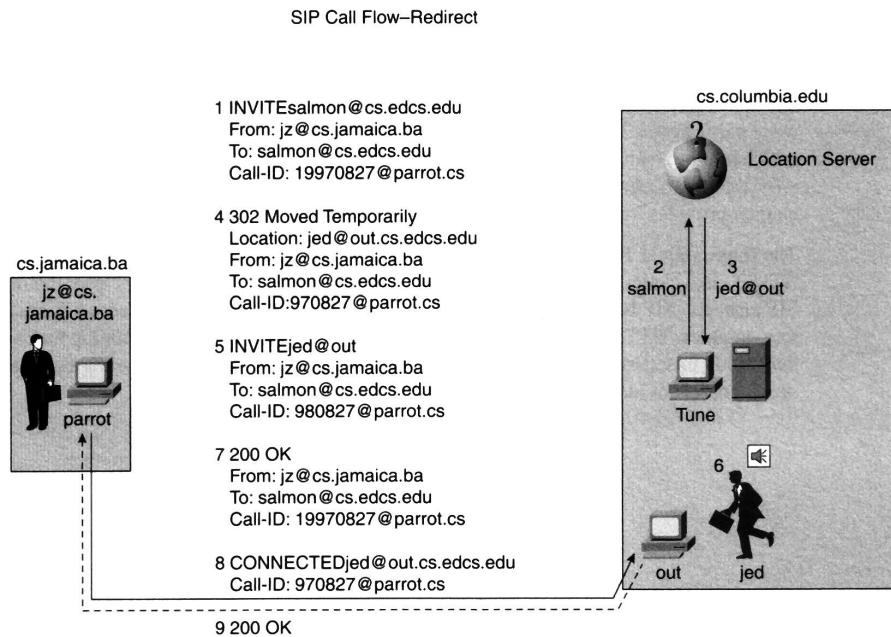 SIP Call Flow–Redirect
1 INVITEsalmon@cs.edcs.edu
From: jz@cs.jamaica.ba
To: salmon@cs.edcs.edu
Call-ID: 19970827@parrot.cs
4 302 Moved Temporarily
Location: jed@out.cs.edcs.edu
From: jz@cs.jamaica.ba
To: salmon@cs.edcs.edu
Call-ID:970827@parrot.cs
5 INVITEjed@out
From: jz@cs.jamaica.ba
To: salmon@cs.edcs.edu
Call-ID: 980827@parrot.cs
7 200 OK
From: jz@cs.jamaica.ba
To: salmon@cs.edcs.edu
Call-ID: 19970827@parrot.cs
8 CONNECTEDjed@out.cs.edcs.edu
Call-ID: 970827@parrot.cs
9 200 OK
cs.jamaica.ba
jz@cs.
jamaica.ba
parrot
cs.columbia.edu
?
Location Server
2
salmon
3
jed@out
Tune
6
out
jed